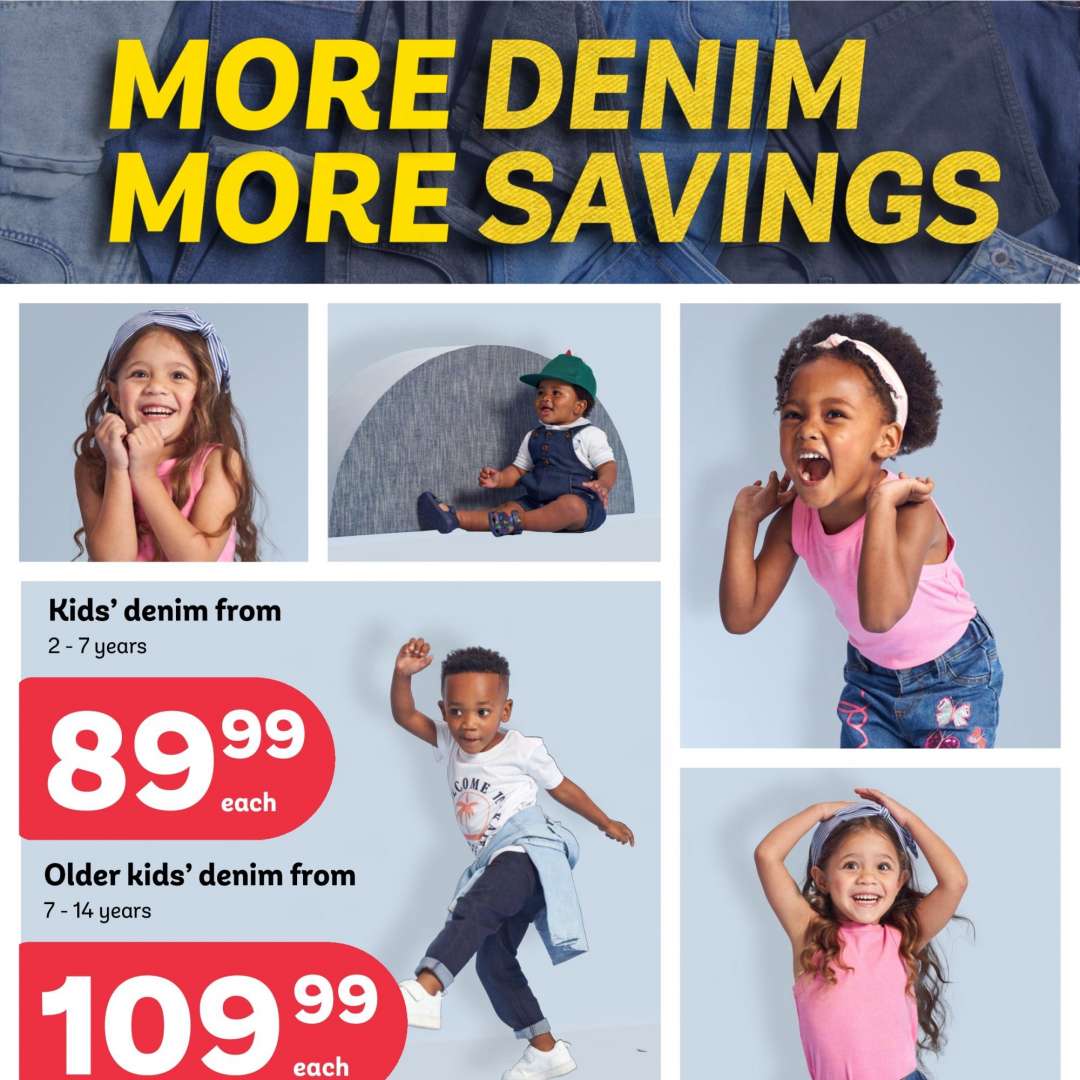 MORE DENIM
MORE SAVINGS
Kids' denim from
2 - 7 years
89 99
each
Older kids' denim from
7 - 14 years
109 99
each